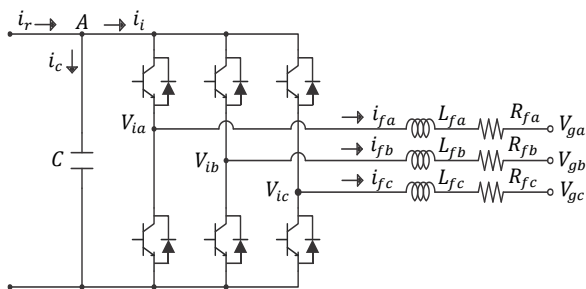 i_r A i_i
i_c
C
V_ia
V_ib
V_ic
i_fa L_fa R_fa V_ga
i_fb L_fb R_fb V_gb
i_fc L_fc R_fc V_gc